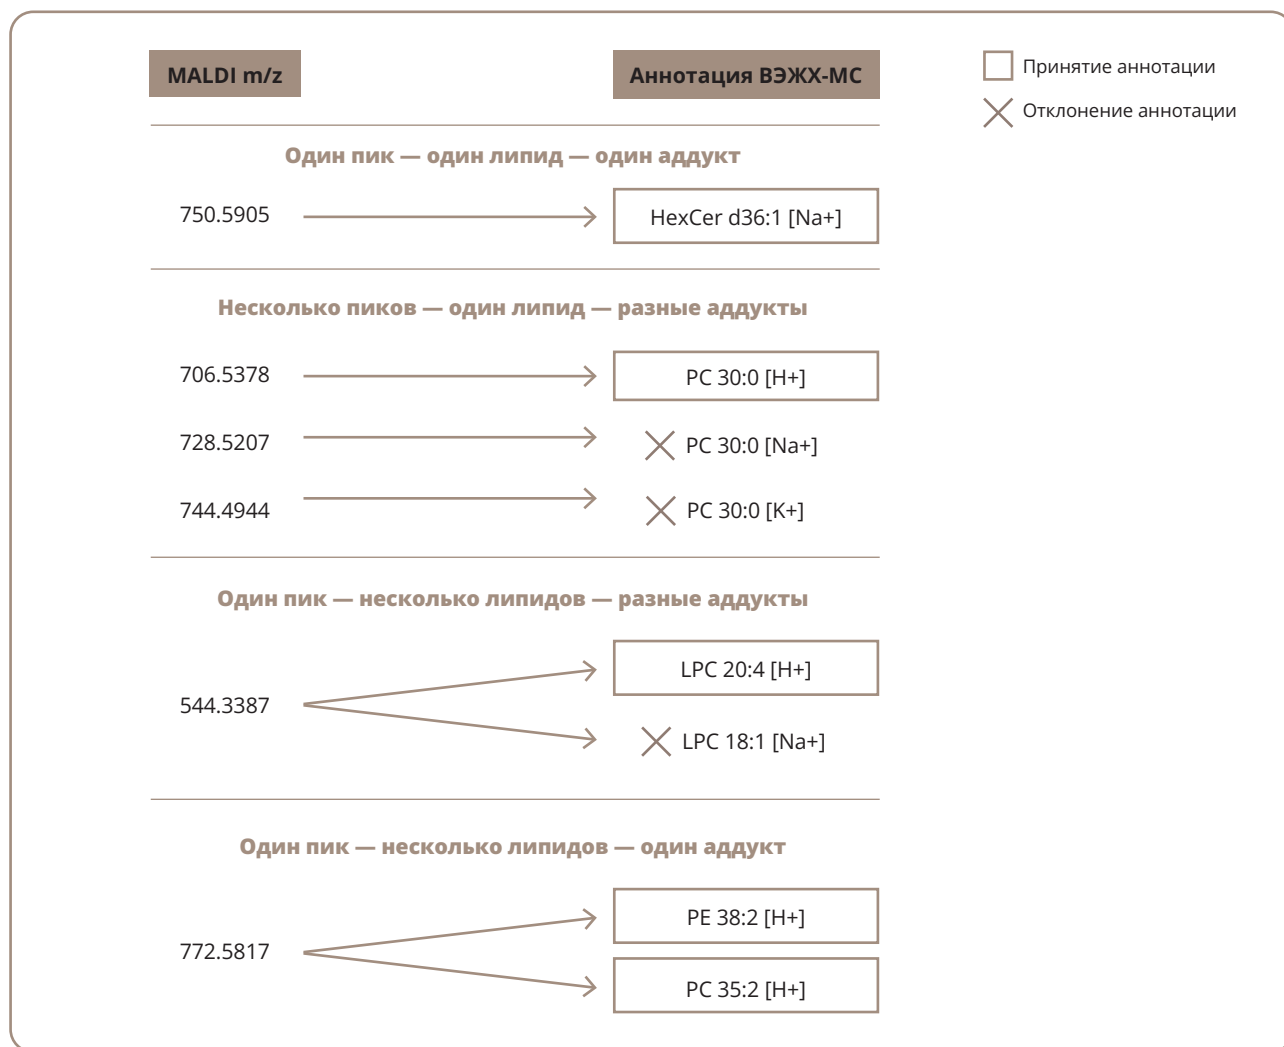 MALDI m/z
Аннотация ВЭЖХ-МС
Принятие аннотации
Отклонение аннотации
Один пик — один липид — один аддукт
750.5905
HexCer d36:1 [Na+]
Несколько пиков — один липид — разные аддукты
706.5378
PC 30:0 [H+]
728.5207
PC 30:0 [Na+]
744.4944
PC 30:0 [K+]
Один пик — несколько липидов — разные аддукты
544.3387
LPC 20:4 [H+]
LPC 18:1 [Na+]
Один пик — несколько липидов — один аддукт
772.5817
PE 38:2 [H+]
PC 35:2 [H+]